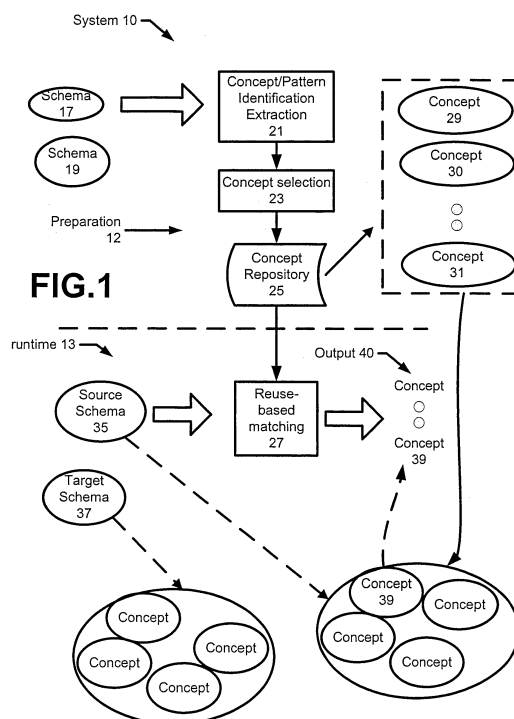 System 10
Schema
17
Schema
19
Concept/Pattern
Identification
Extraction
21
Concept selection
23
Preparation
12
Concept
Repository
25
Concept
29
Concept
30
Concept
31
FIG.1
runtime 13
Source
Schema
35
Reuse-
based
matching
27
Output 40
Concept
Concept
39
Target
Schema
37
Concept
Concept
Concept
Concept
Concept
39
Concept
Concept
Concept